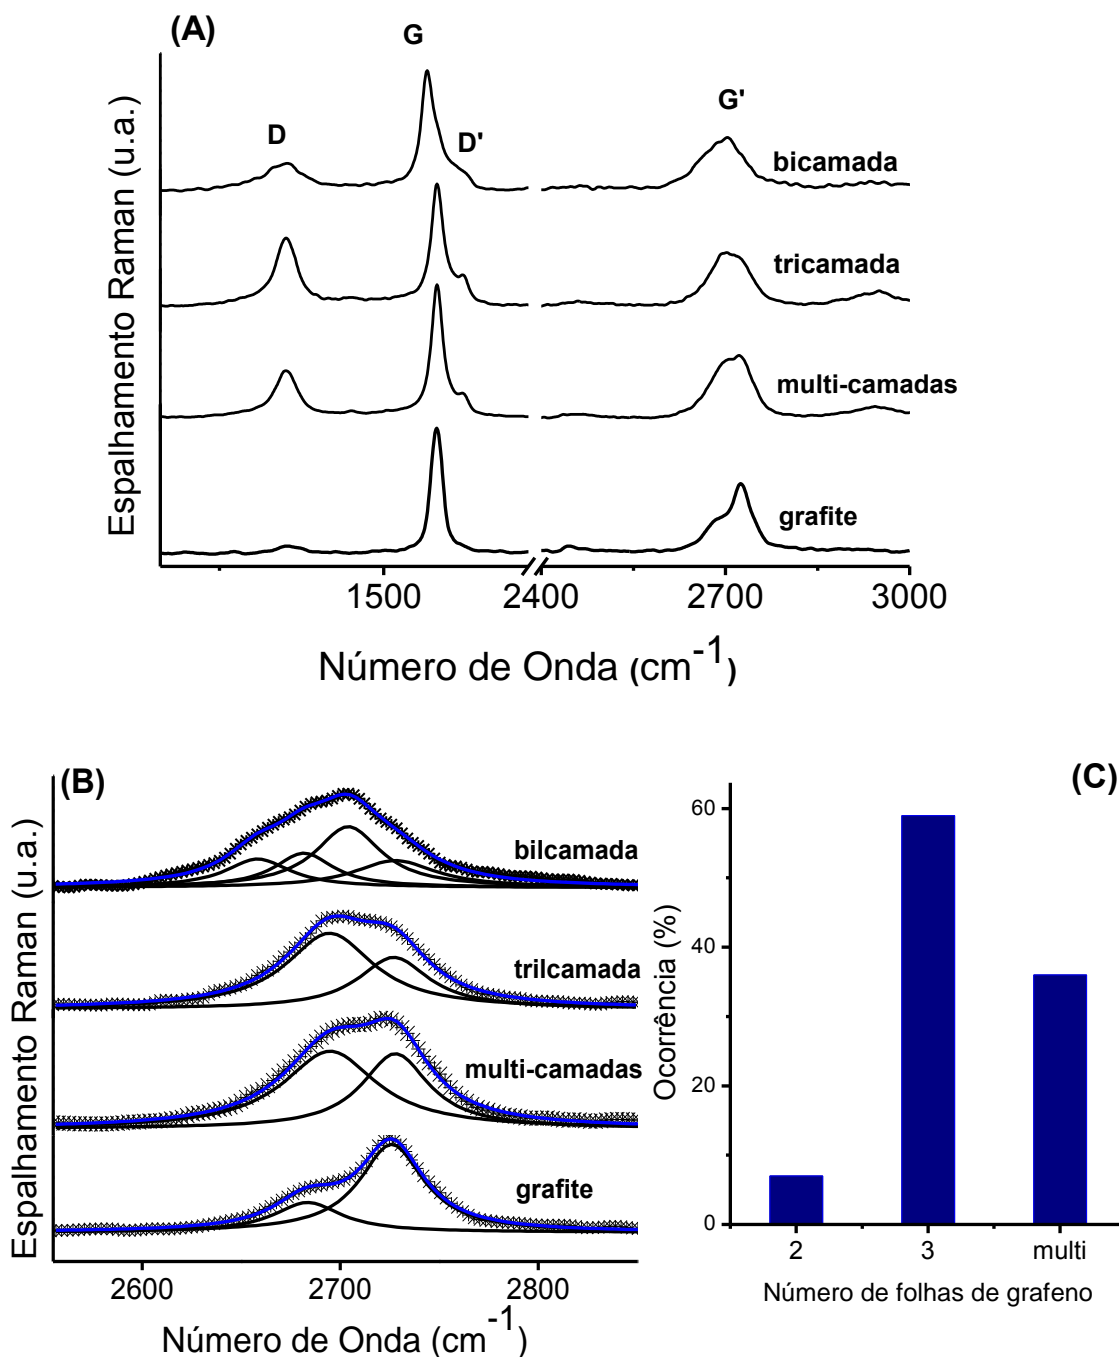 (A)
G
G'
D
D'
bicamada
tricamada
multi-camadas
grafite
Espalhamento Raman (u.a.)
1500
2400
2700
3000
Número de Onda (cm-1)
(B)
bilcamada
trilcamada
multi-camadas
grafite
Espalhamento Raman (u.a.)
2600
2700
2800
Número de Onda (cm-1)
(C)
60
40
20
0
Ocorrência (%)
2
3
multi
Número de folhas de grafeno